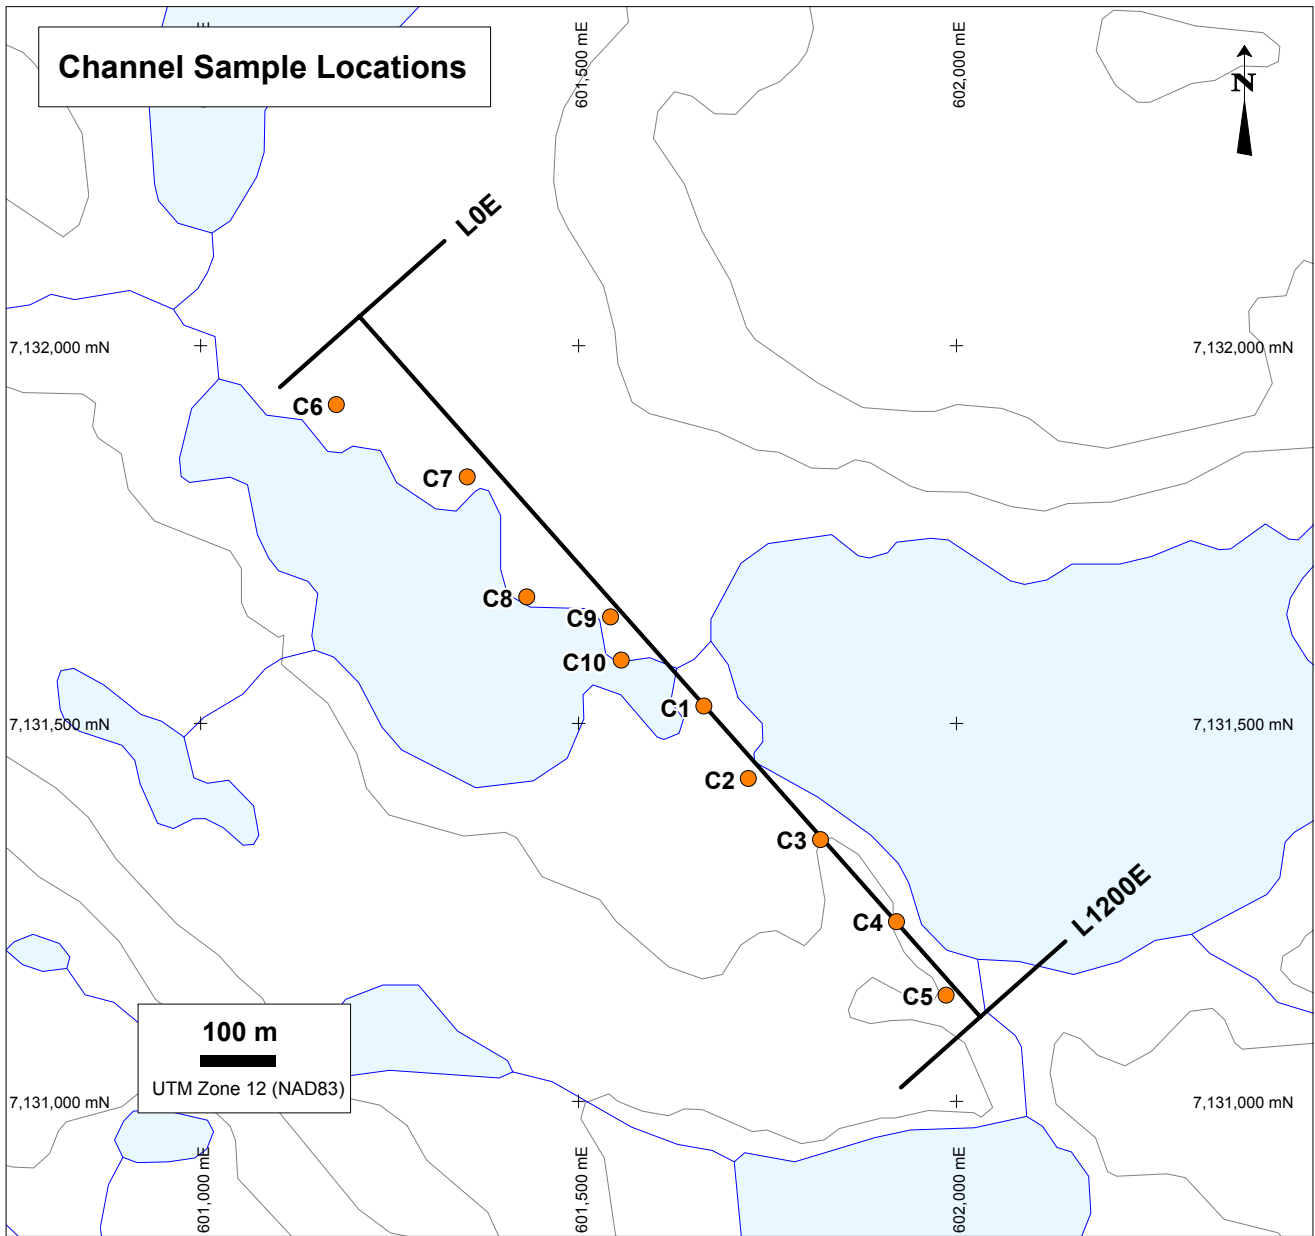 Channel Sample Locations
601,500 mE
602,000 mE
N
L0E
7,132,000 mN
7,132,000 mN
C6
C7
C8
C9
C10
C1
7,131,500 mN
7,131,500 mN
C2
C3
L1200E
C4
C5
100 m
UTM Zone 12 (NAD83)
7,131,000 mN
7,131,000 mN
601,000 mE
601,500 mE
602,000 mE